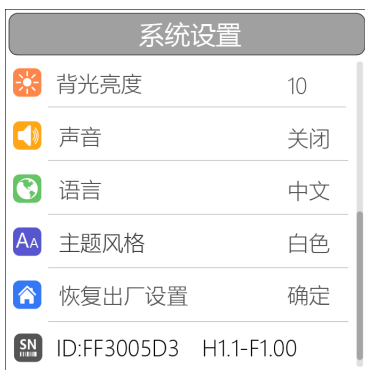 系统设置
背光亮度 10
声音 关闭
语言 中文
AA 主题风格 白色
恢复出厂设置 确定
SN ID:FF3005D3 H1.1-F1.00